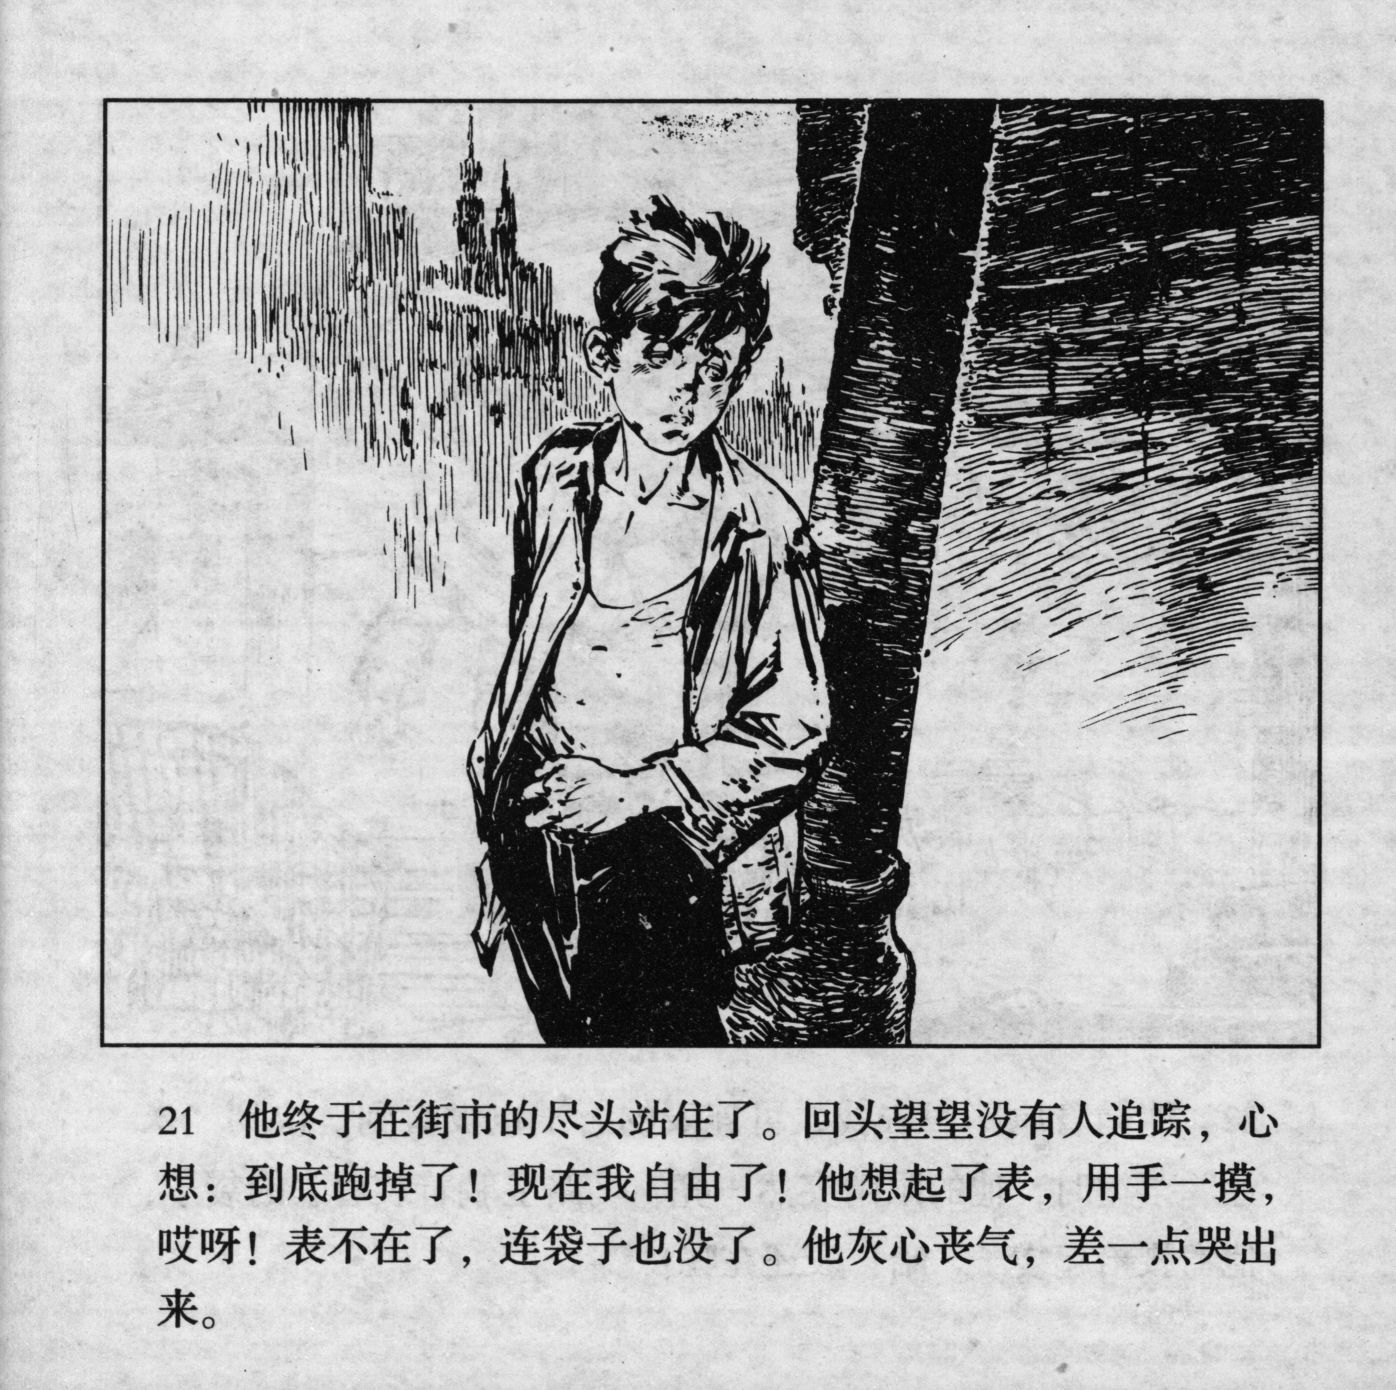 21 他终于在街市的尽头站住了。回头望望没有人追踪，心
想：到底跑掉了！现在我自由了！他想起了表，用手一摸，
哎呀！表不在了，连袋子也没了。他灰心丧气，差一点哭出
来。